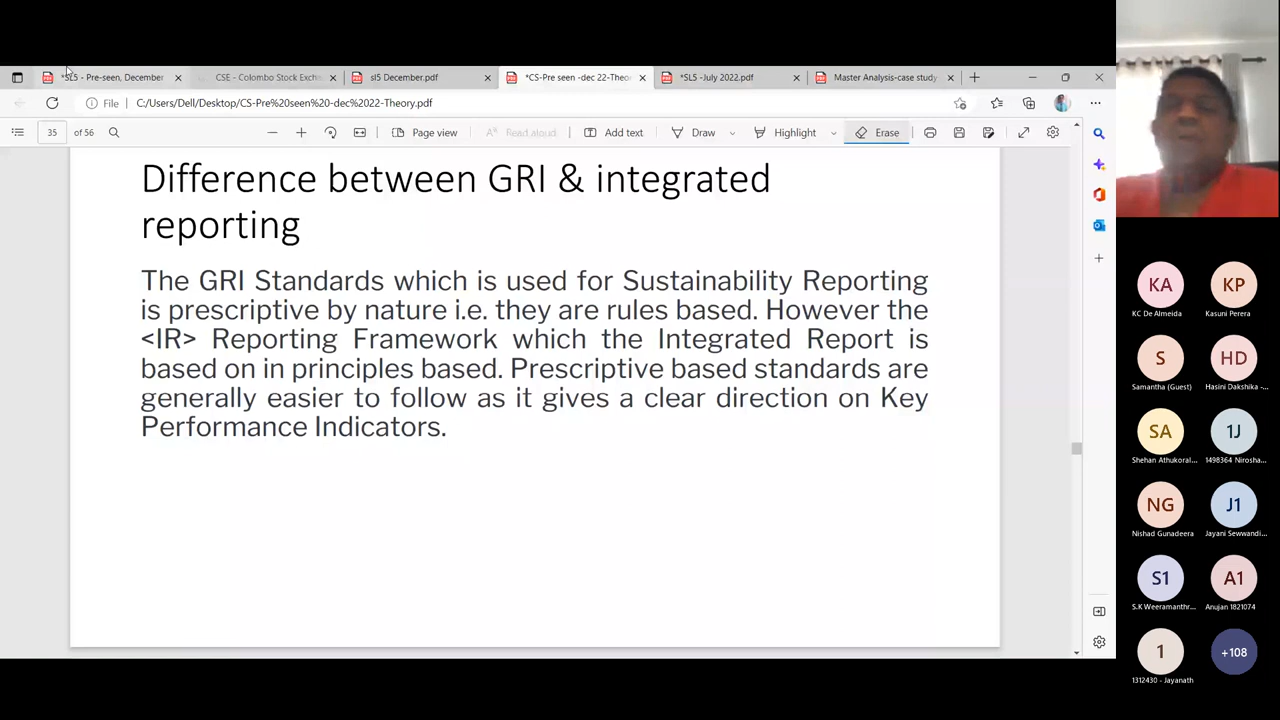 *SL5 - Pre-seen, December
CSE - Colombo Stock Excha
sl5 December.pdf
*CS-Pre seen -dec 22-Theor
*SL5 -July 2022.pdf
Master Analysis-case study
File
C:/Users/Dell/Desktop/CS-Pre%20seen%20-dec%2022-Theory.pdf
35 of 56
Page view
Read aloud
Add text
Draw
Highlight
Erase
Difference between GRI & integrated
reporting
The GRI Standards which is used for Sustainability Reporting
is prescriptive by nature i.e. they are rules based. However the
<IR> Reporting Framework which the Integrated Report is
based on in principles based. Prescriptive based standards are
generally easier to follow as it gives a clear direction on Key
Performance Indicators.
KA
KP
KC De Almeida
Kasuni Perera
S
HD
Samantha (Guest)
Hasini Dakshika -...
SA
1J
Shehan Athukoral...
1498364 Nirosha...
NG
J1
Nishad Gunadeera
Jayani Sewwandi...
S1
A1
S.K Weeramanthr...
Anujan 1821074
1
+108
1312430 - Jayanath